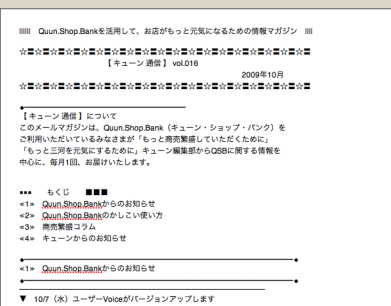 |||||| Quun.Shop.Bankを活用して、お店がもっと元気になるための情報マガジン ||||
☆〓☆〓☆〓☆〓☆〓☆〓☆〓☆〓☆〓☆〓☆〓☆〓☆〓☆〓☆〓☆〓
【 キューン 通信 】 vol.016
2009年10月
☆〓☆〓☆〓☆〓☆〓☆〓☆〓☆〓☆〓☆〓☆〓☆〓☆〓☆〓☆〓☆〓
【 キューン 通信 】について
このメールマガジンは、Quun.Shop.Bank（キューン・ショップ・バンク）を
ご利用いただいているみなさまが「もっと商売繁盛していただくために」
「もっと三河を元気にするために」キューン編集部からQSBに関する情報を
中心に、毎月1回、お届けいたします。
■■■ もくじ ■■■
≪1≫ Quun.Shop.Bankからのお知らせ
≪2≫ Quun.Shop.Bankのかしこい使い方
≪3≫ 商売繁盛コラム
≪4≫ キューンからのお知らせ
≪1≫ Quun.Shop.Bankからのお知らせ
▼ 10/7（水）ユーザーVoiceがバージョンアップします